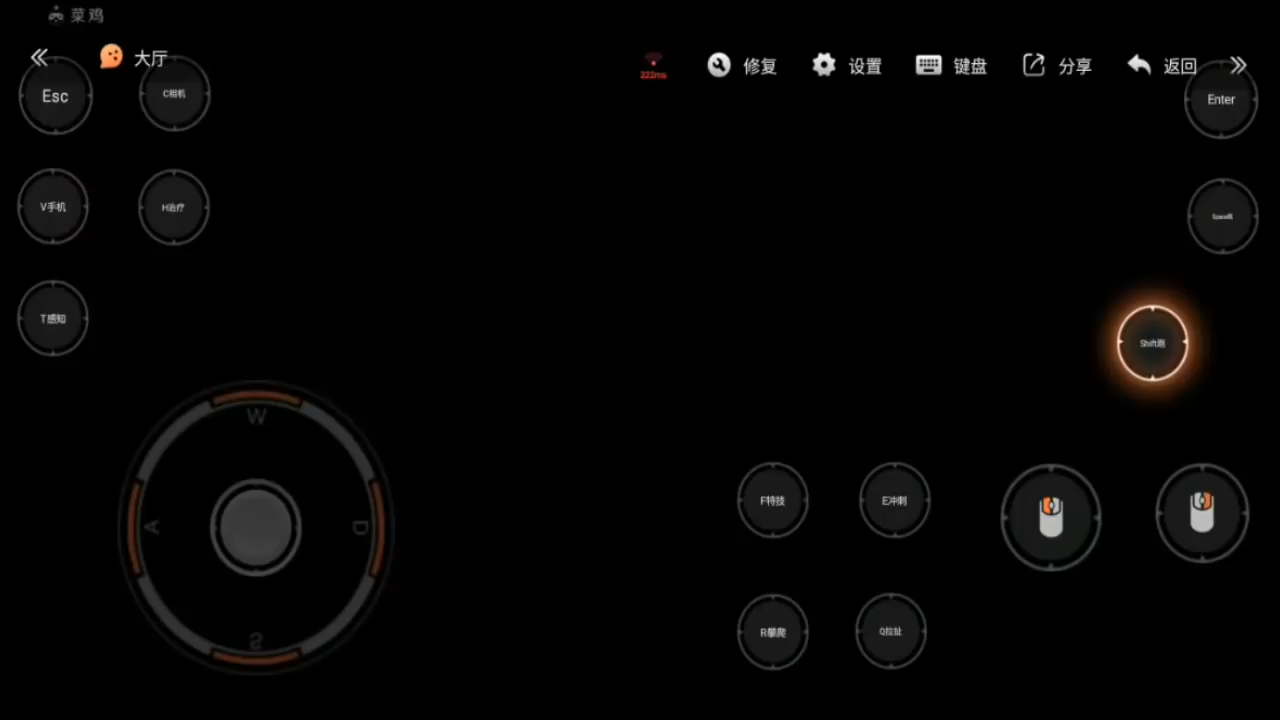 菜鸡
大厅
222ms
修复
设置
键盘
分享
返回
Esc
C相机
Enter
V手机
H治疗
T感知
Shift跑
W
A
D
S
F特技
E冲刺
R攀爬
Q拉扯